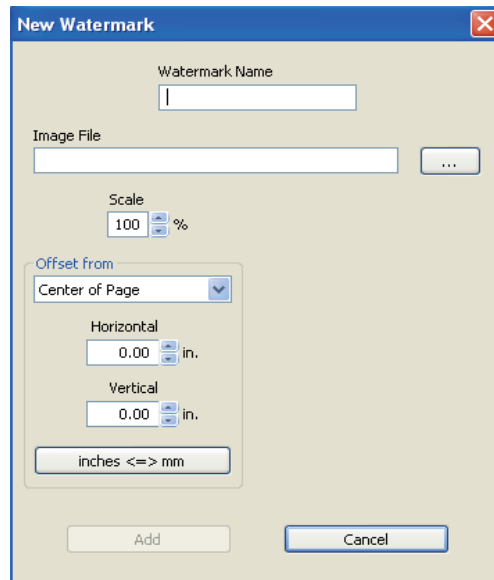 New Watermark
Watermark Name
Image File
...
Scale
100 %
Offset from
Center of Page
Horizontal
0.00 in.
Vertical
0.00 in.
inches <=> mm
Add Cancel